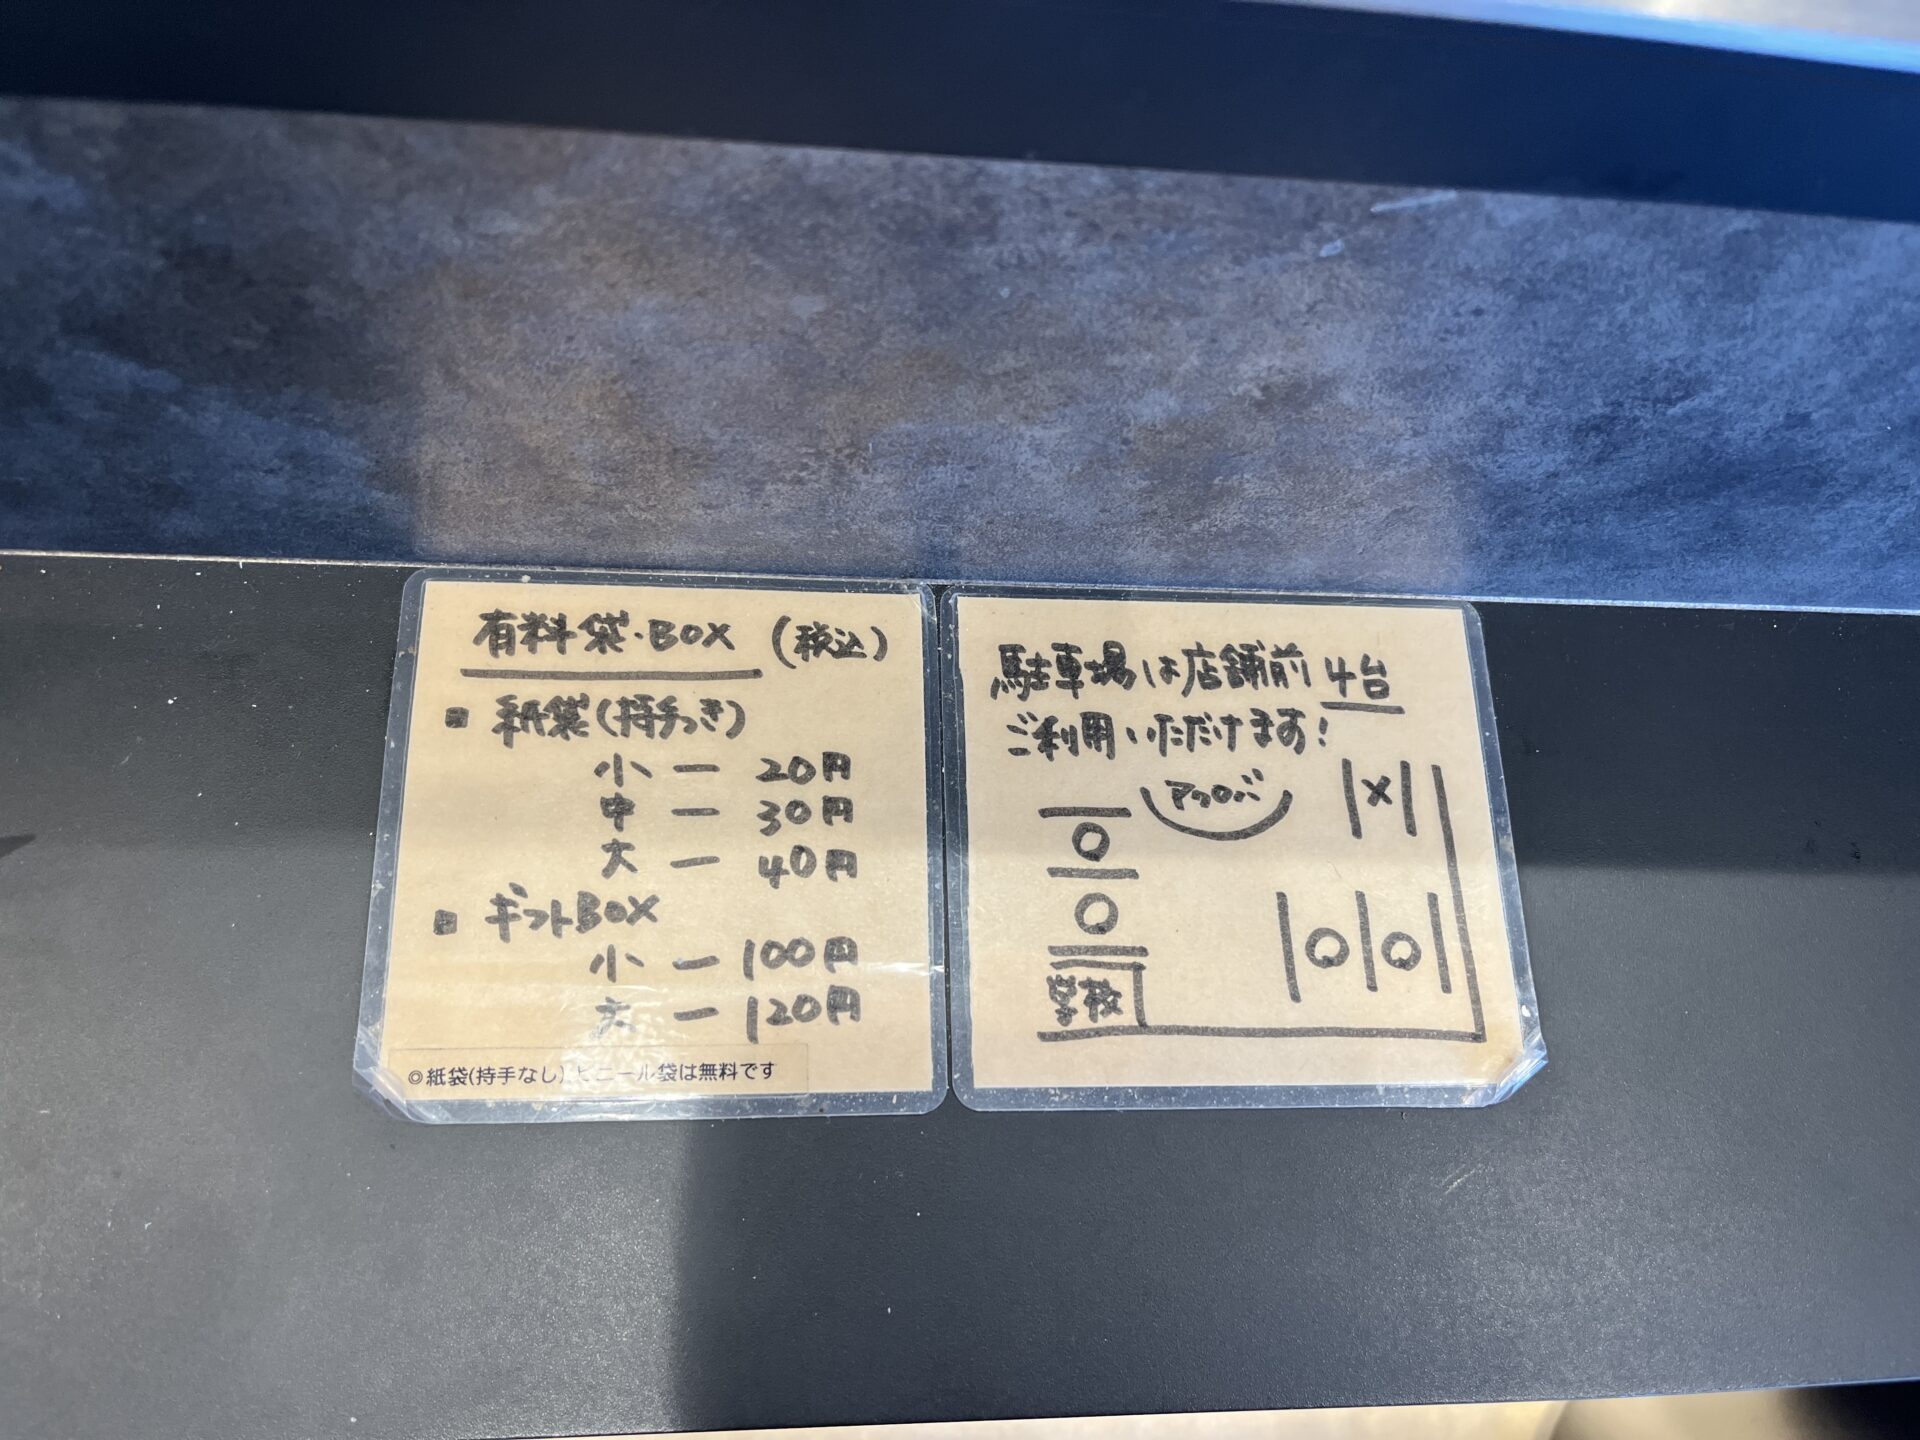 有料袋・BOX (税込)
■ 紙袋(持手つき)
小 ー 20円
中 ー 30円
大 ー 40円
■ ギフトBOX
小 ー 100円
大 ー 120円
◎紙袋(持手なし),ビニール袋は無料です
駐車場は店舗前 4台
ご利用いただけます!
アクロバ
×
○
○
○ ○
学校